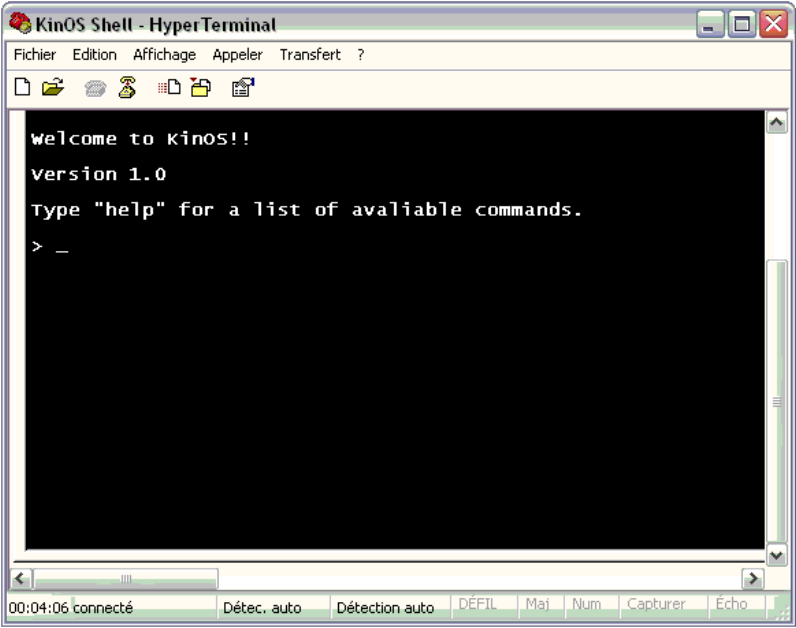 KinOS Shell - HyperTerminal
Fichier Edition Affichage Appeler Transfert ?
Welcome to KinOS!!
Version 1.0
Type "help" for a list of avaliable commands.
> _
00:04:06 connecté Détec. auto Détection auto DÉFIL Maj Num Capturer Écho